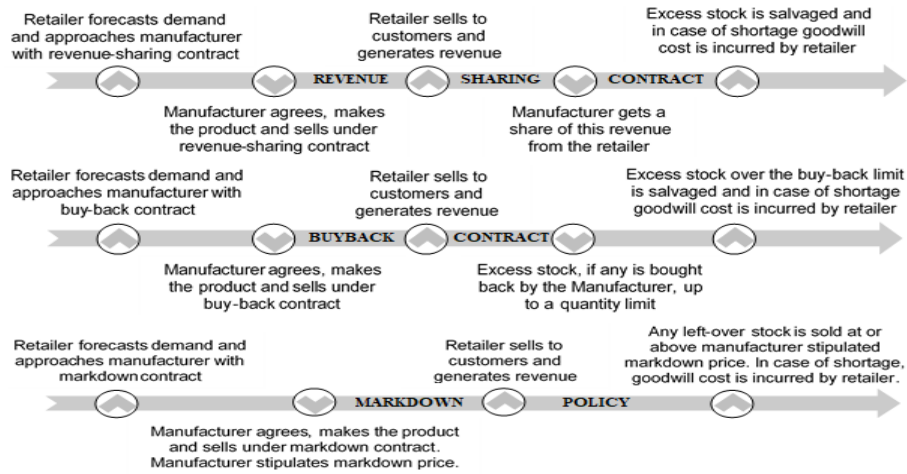 Retailer forecasts demand
and approaches manufacturer
with revenue-sharing contract
Retailer sells to
customers and
generates revenue
Excess stock is salvaged and
in case of shortage goodwill
cost is incurred by retailer
REVENUE SHARING CONTRACT
Manufacturer agrees, makes
the product and sells under
revenue-sharing contract
Manufacturer gets a
share of this revenue
from the retailer
Retailer forecasts demand and
approaches manufacturer with
buy-back contract
Retailer sells to
customers and
generates revenue
Excess stock over the buy-back limit
is salvaged and in case of shortage
goodwill cost is incurred by retailer
BUYBACK CONTRACT
Manufacturer agrees, makes
the product and sells under
buy-back contract
Excess stock, if any is bought
back by the Manufacturer, up
to a quantity limit
Retailer forecasts demand and
approaches manufacturer with
markdown contract
Retailer sells to
customers and
generates revenue
Any left-over stock is sold at or
above manufacturer stipulated
markdown price. In case of shortage,
goodwill cost is incurred by retailer.
MARKDOWN POLICY
Manufacturer agrees, makes the product
and sells under markdown contract.
Manufacturer stipulates markdown price.